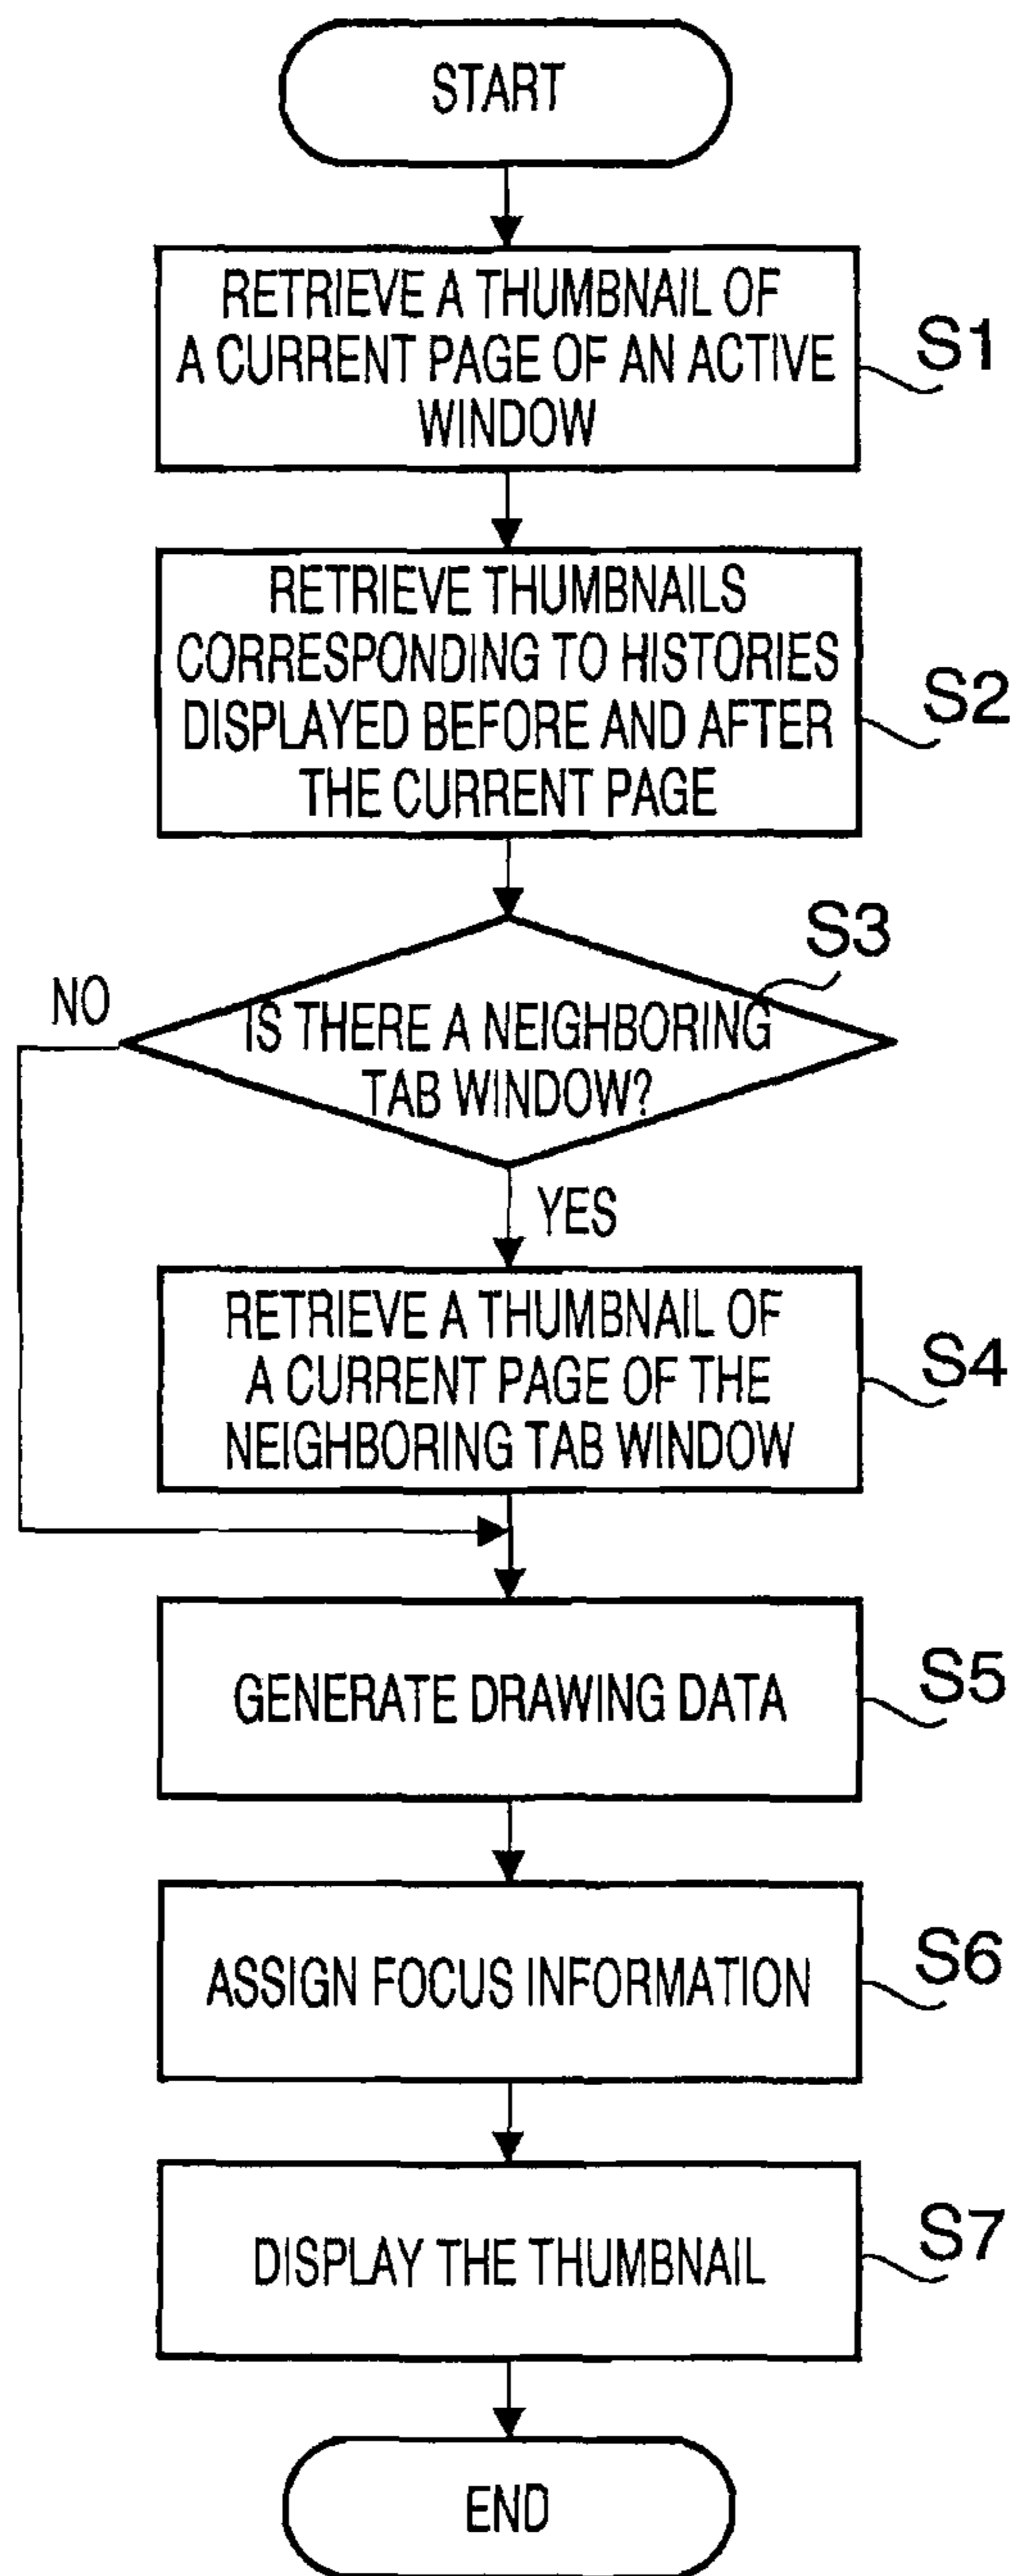 START
RETRIEVE A THUMBNAIL OF
A CURRENT PAGE OF AN ACTIVE
WINDOW
S1
RETRIEVE THUMBNAILS
CORRESPONDING TO HISTORIES
DISPLAYED BEFORE AND AFTER
THE CURRENT PAGE
S2
S3
NO
IS THERE A NEIGHBORING
TAB WINDOW?
YES
RETRIEVE A THUMBNAIL OF
A CURRENT PAGE OF THE
NEIGHBORING TAB WINDOW
S4
GENERATE DRAWING DATA
S5
ASSIGN FOCUS INFORMATION
S6
DISPLAY THE THUMBNAIL
S7
END